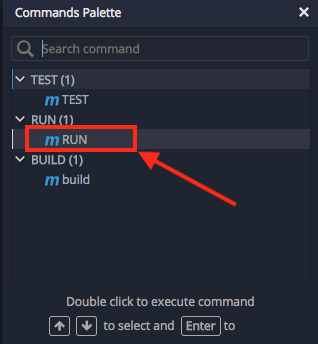 Commands Palette
Search command
TEST (1)
m TEST
RUN (1)
m RUN
BUILD (1)
m build
Double click to execute command
↑ ↓ to select and Enter to